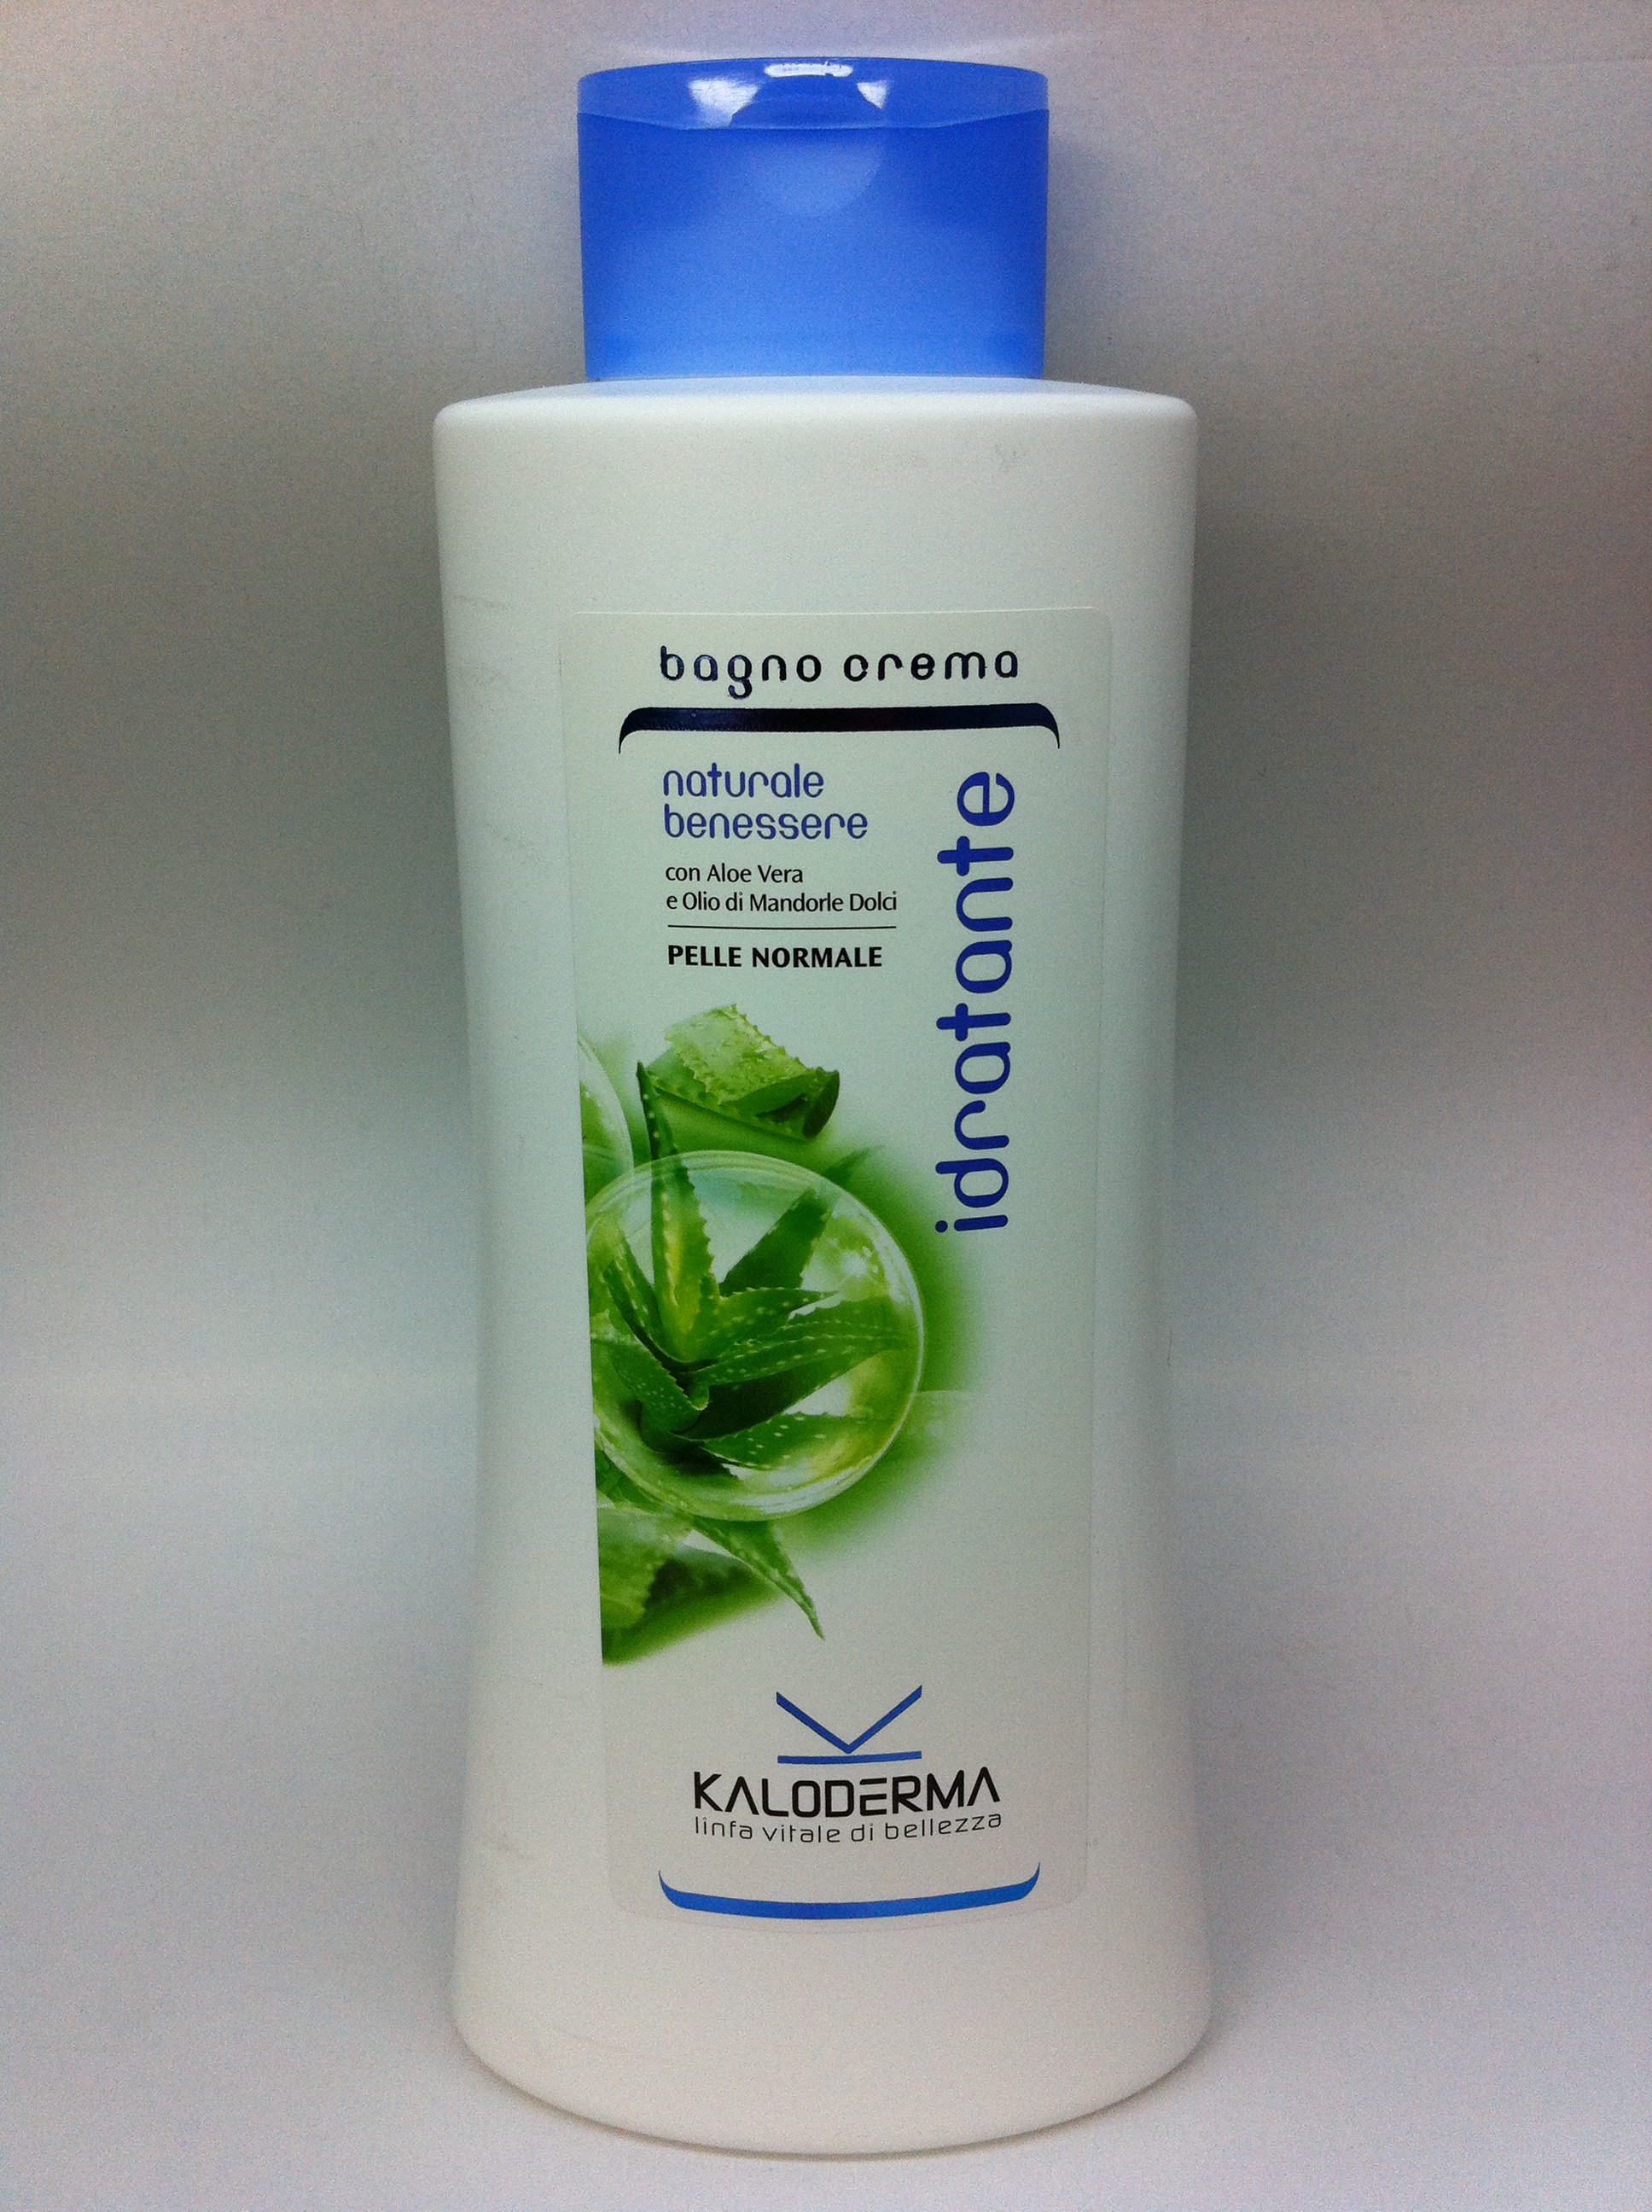 bagno crema
naturale
benessere
con Aloe Vera
e Olio di Mandorle Dolci
PELLE NORMALE
idratante
KALODERMA
linfa vitale di bellezza